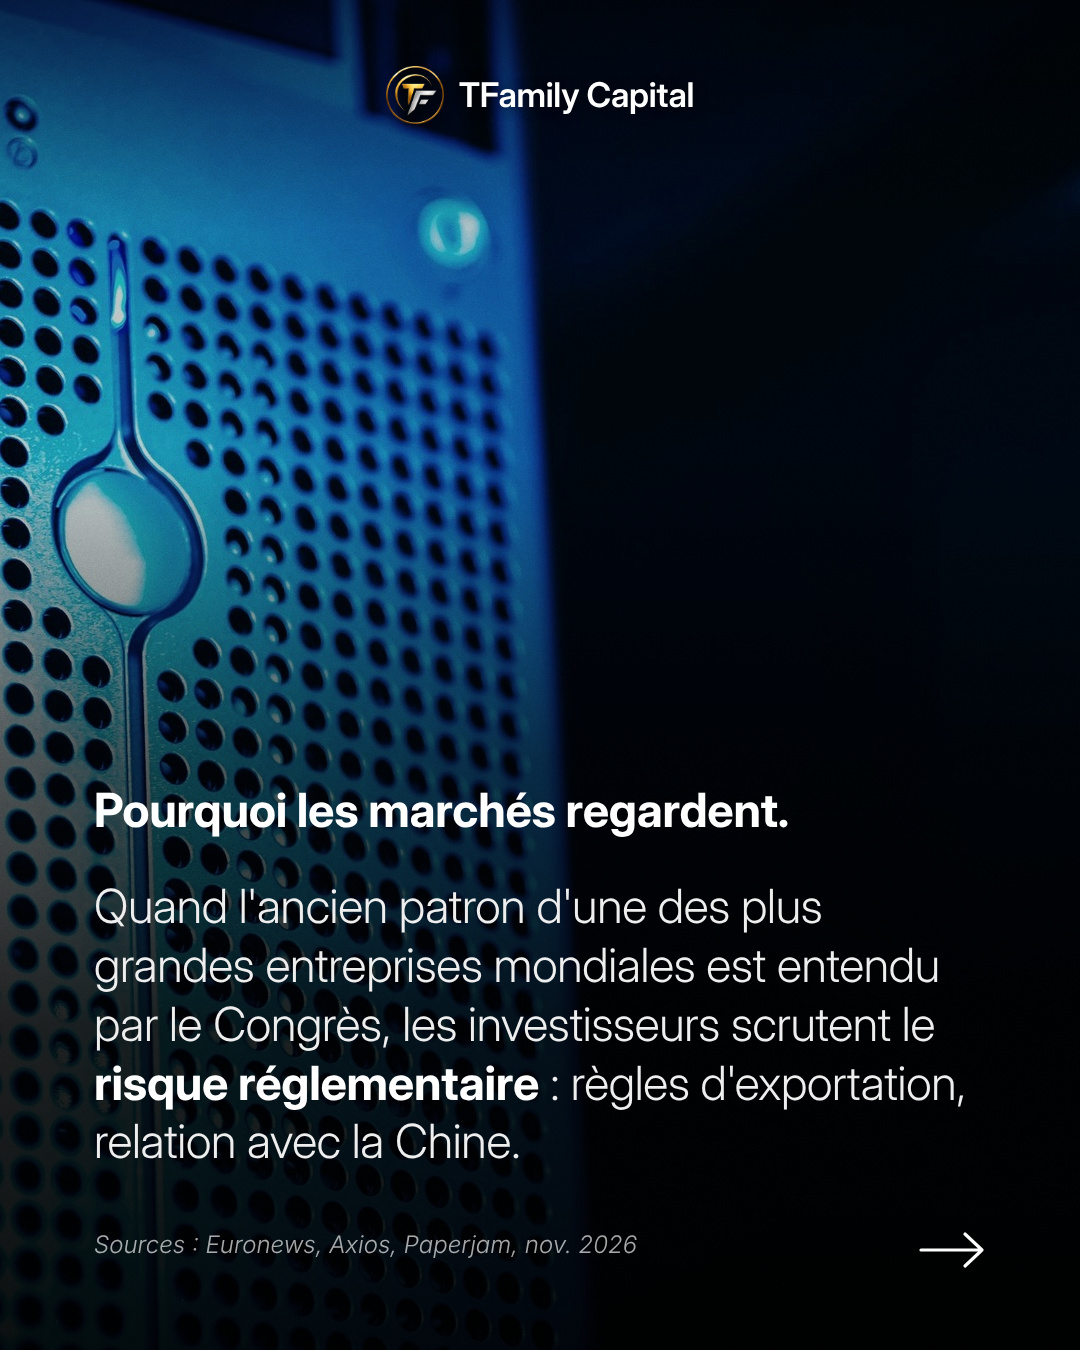 TFamily Capital
Pourquoi les marchés regardent.
Quand l'ancien patron d'une des plus
grandes entreprises mondiales est entendu
par le Congrès, les investisseurs scrutent le
risque réglementaire : règles d'exportation,
relation avec la Chine.
Sources : Euronews, Axios, Paperjam, nov. 2026